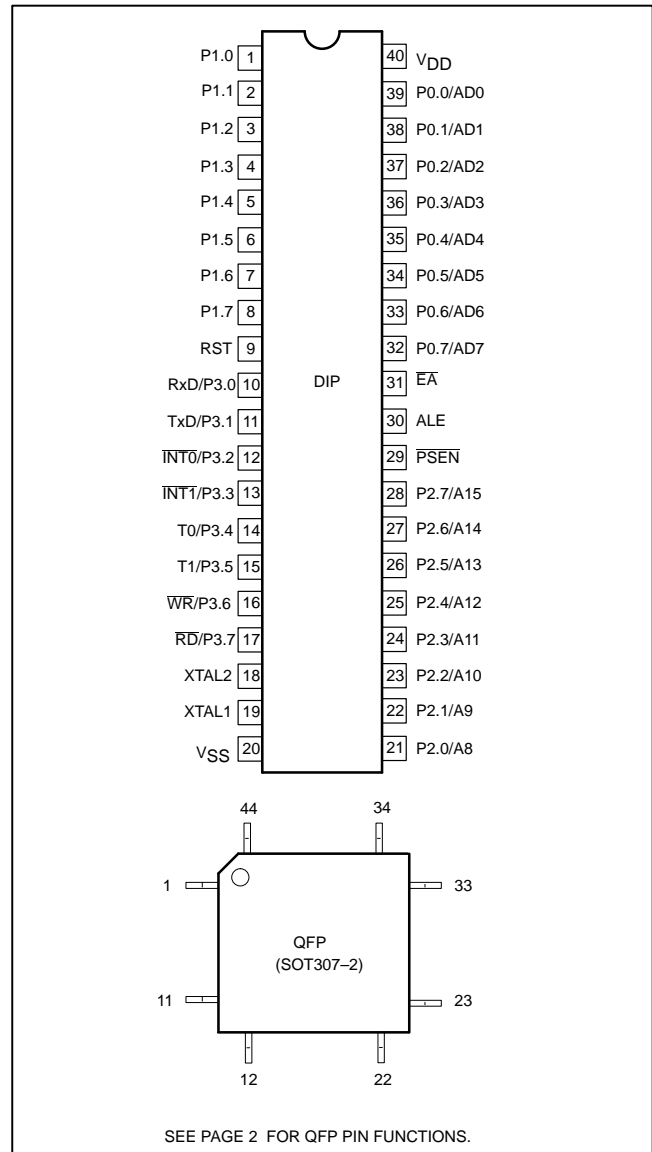 P1.0 1 40 VDD
P1.1 2 39 P0.0/AD0
P1.2 3 38 P0.1/AD1
P1.3 4 37 P0.2/AD2
P1.4 5 36 P0.3/AD3
P1.5 6 35 P0.4/AD4
P1.6 7 34 P0.5/AD5
P1.7 8 33 P0.6/AD6
RST 9 32 P0.7/AD7
RxD/P3.0 10 DIP 31 E̅A̅
TxD/P3.1 11 30 ALE
I̅N̅T̅0̅/P3.2 12 29 P̅S̅E̅N̅
I̅N̅T̅1̅/P3.3 13 28 P2.7/A15
T0/P3.4 14 27 P2.6/A14
T1/P3.5 15 26 P2.5/A13
W̅R̅/P3.6 16 25 P2.4/A12
R̅D̅/P3.7 17 24 P2.3/A11
XTAL2 18 23 P2.2/A10
XTAL1 19 22 P2.1/A9
VSS 20 21 P2.0/A8
44 34
1 33
QFP
(SOT307–2)
11 23
12 22
SEE PAGE 2 FOR QFP PIN FUNCTIONS.